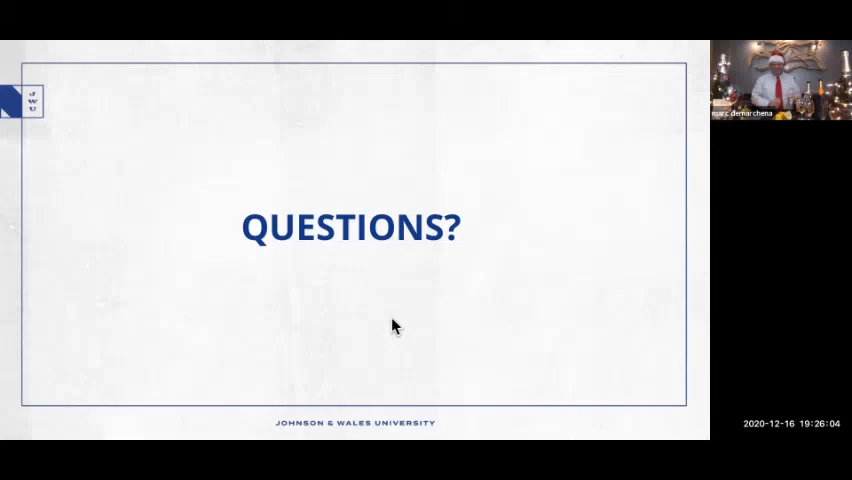 J
W
U
QUESTIONS?
JOHNSON & WALES UNIVERSITY
marc demarchena
2020-12-16 19:26:04